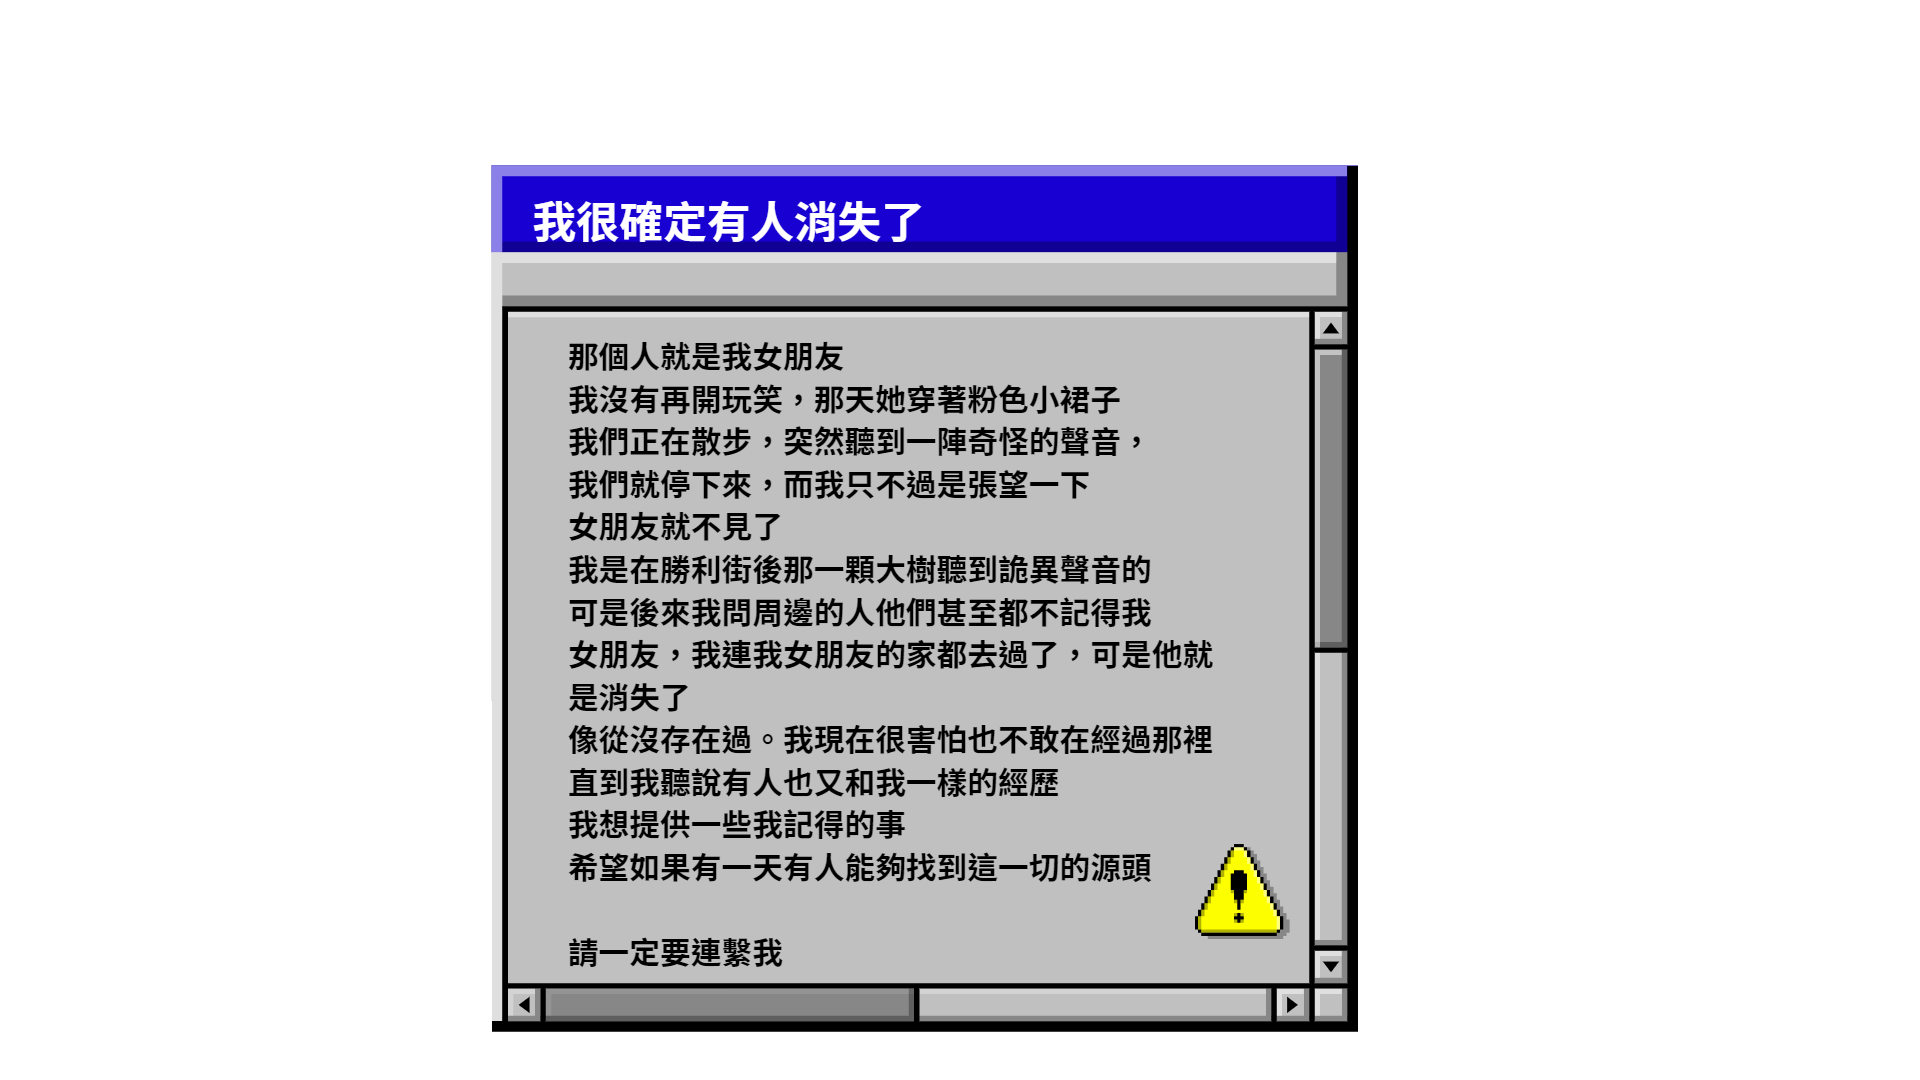 我很確定有人消失了
那個人就是我女朋友
我沒有再開玩笑，那天她穿著粉色小裙子
我們正在散步，突然聽到一陣奇怪的聲音，
我們就停下來，而我只不過是張望一下
女朋友就不見了
我是在勝利街後那一顆大樹聽到詭異聲音的
可是後來我問周邊的人他們甚至都不記得我
女朋友，我連我女朋友的家都去過了，可是他就
是消失了
像從沒存在過。我現在很害怕也不敢在經過那裡
直到我聽說有人也又和我一樣的經歷
我想提供一些我記得的事
希望如果有一天有人能夠找到這一切的源頭
請一定要連繫我